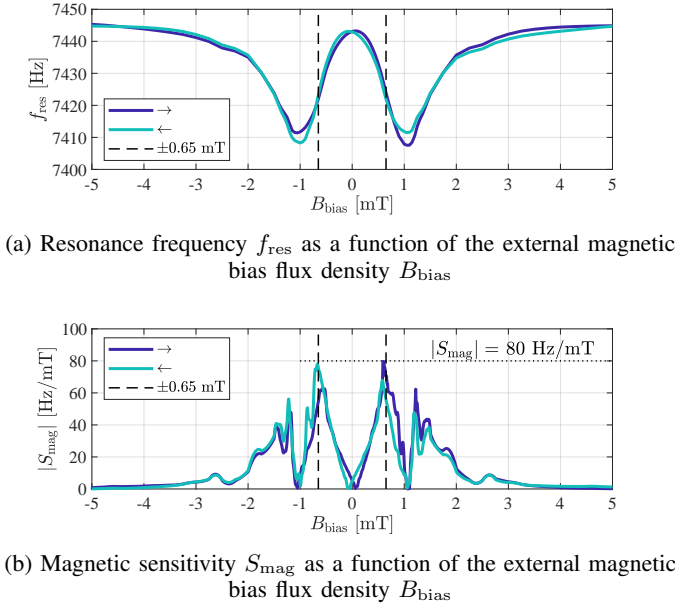 7450
7440
7430
7420
7410
7400
f_res [Hz]
→
←
±0.65 mT
-5 -4 -3 -2 -1 0 1 2 3 4 5
B_bias [mT]
(a) Resonance frequency f_res as a function of the external magnetic
bias flux density B_bias
100
80
60
40
20
0
|S_mag| [Hz/mT]
→
←
±0.65 mT
|S_mag| = 80 Hz/mT
-5 -4 -3 -2 -1 0 1 2 3 4 5
B_bias [mT]
(b) Magnetic sensitivity S_mag as a function of the external magnetic
bias flux density B_bias